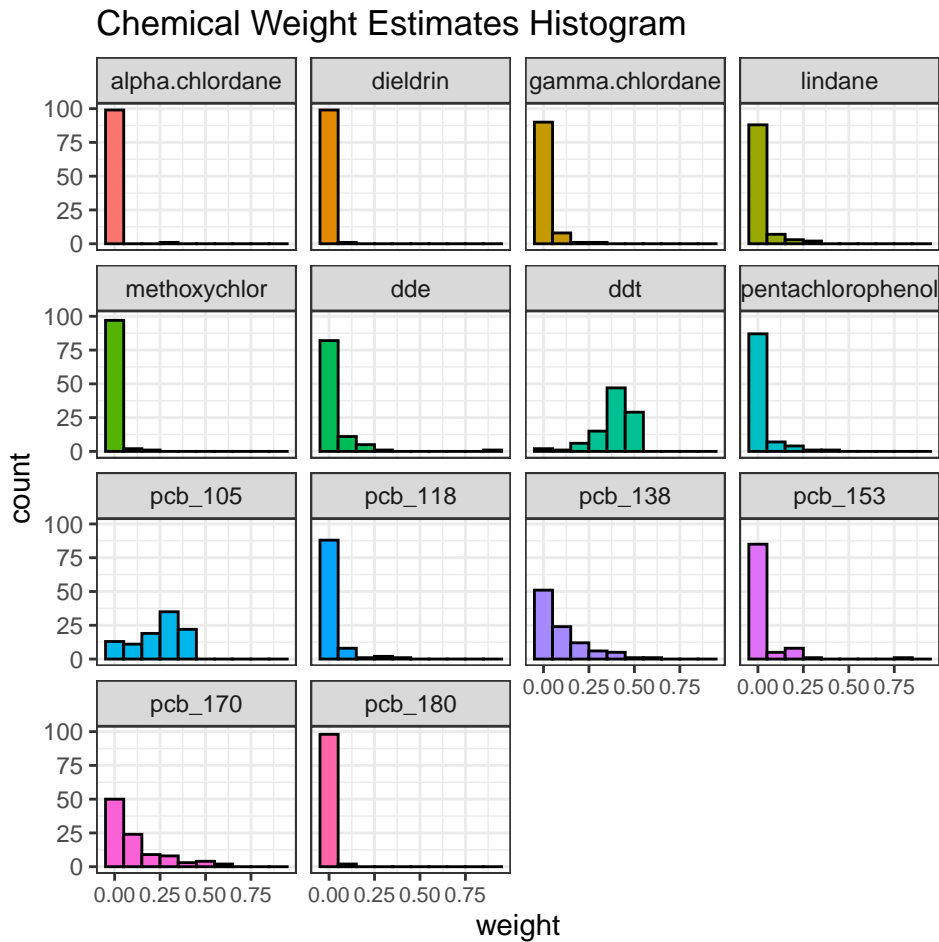 Chemical Weight Estimates Histogram
alpha.chlordane dieldrin gamma.chlordane lindane
100
75
50
25
0
methoxychlor dde ddt pentachlorophenol
100
75
50
25
0
pcb_105 pcb_118 pcb_138 pcb_153
100
75
50
25
0
0.00 0.25 0.50 0.75 0.00 0.25 0.50 0.75
pcb_170 pcb_180
100
75
50
25
0
0.00 0.25 0.50 0.75 0.00 0.25 0.50 0.75
count
weight